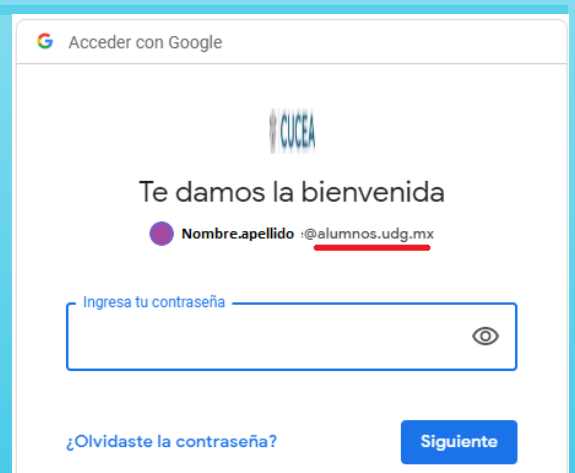 G Acceder con Google
CUCEA
Te damos la bienvenida
Nombre.apellido :@alumnos.udg.mx
Ingresa tu contraseña
¿Olvidaste la contraseña?
Siguiente